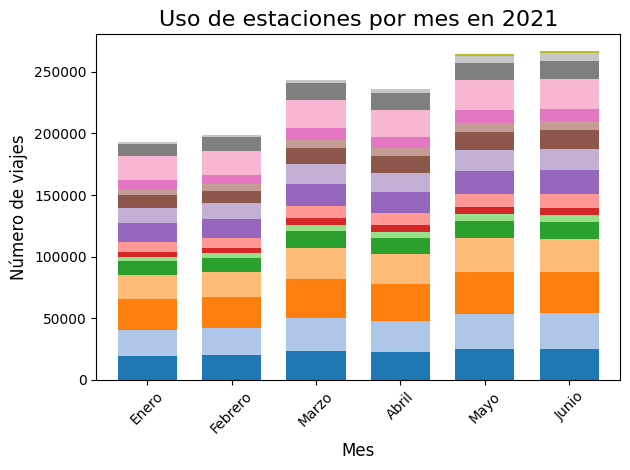 Uso de estaciones por mes en 2021
Número de viajes
250000
200000
150000
100000
50000
0
Enero
Febrero
Marzo
Abril
Mayo
Junio
Mes